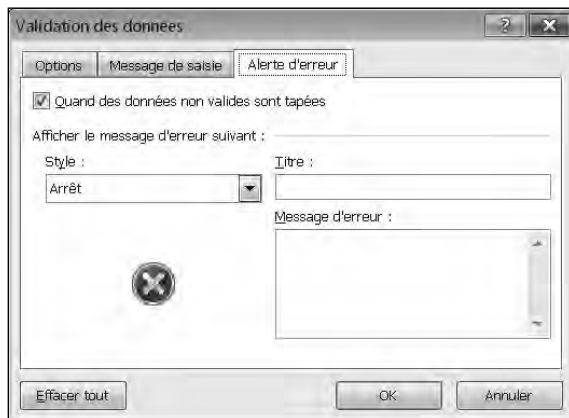 Validation des données
Options
Message de saisie
Alerte d'erreur
Quand des données non valides sont tapées
Afficher le message d'erreur suivant :
Style :
Titre :
Arrêt
Message d'erreur :
Effacer tout
OK
Annuler